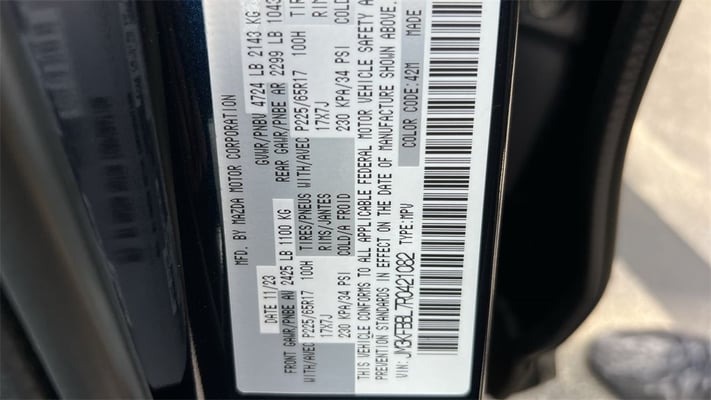 MFD. BY MAZDA MOTOR CORPORATION
DATE 11/23 GVWR/PNBV 4724 LB 2143 KG
FRONT GAWR/PNBE AV 2425 LB 1100 KG REAR GAWR/PNBE AR 2299 LB 1043
WITH/AVEC P225/65R17 100H TIRES/PNEUS WITH/AVEC P225/65R17 100H
17X7J RIMS/JANTES 17X7J
230 KPA/34 PSI COLD/A FROID 230 KPA/34 PSI COLD
THIS VEHICLE CONFORMS TO ALL APPLICABLE FEDERAL MOTOR VEHICLE SAFETY
PREVENTION STANDARDS IN EFFECT ON THE DATE OF MANUFACTURE SHOWN ABOVE.
VIN: JM3KFBBL7R0421082 TYPE:MPV COLOR CODE:42M MADE